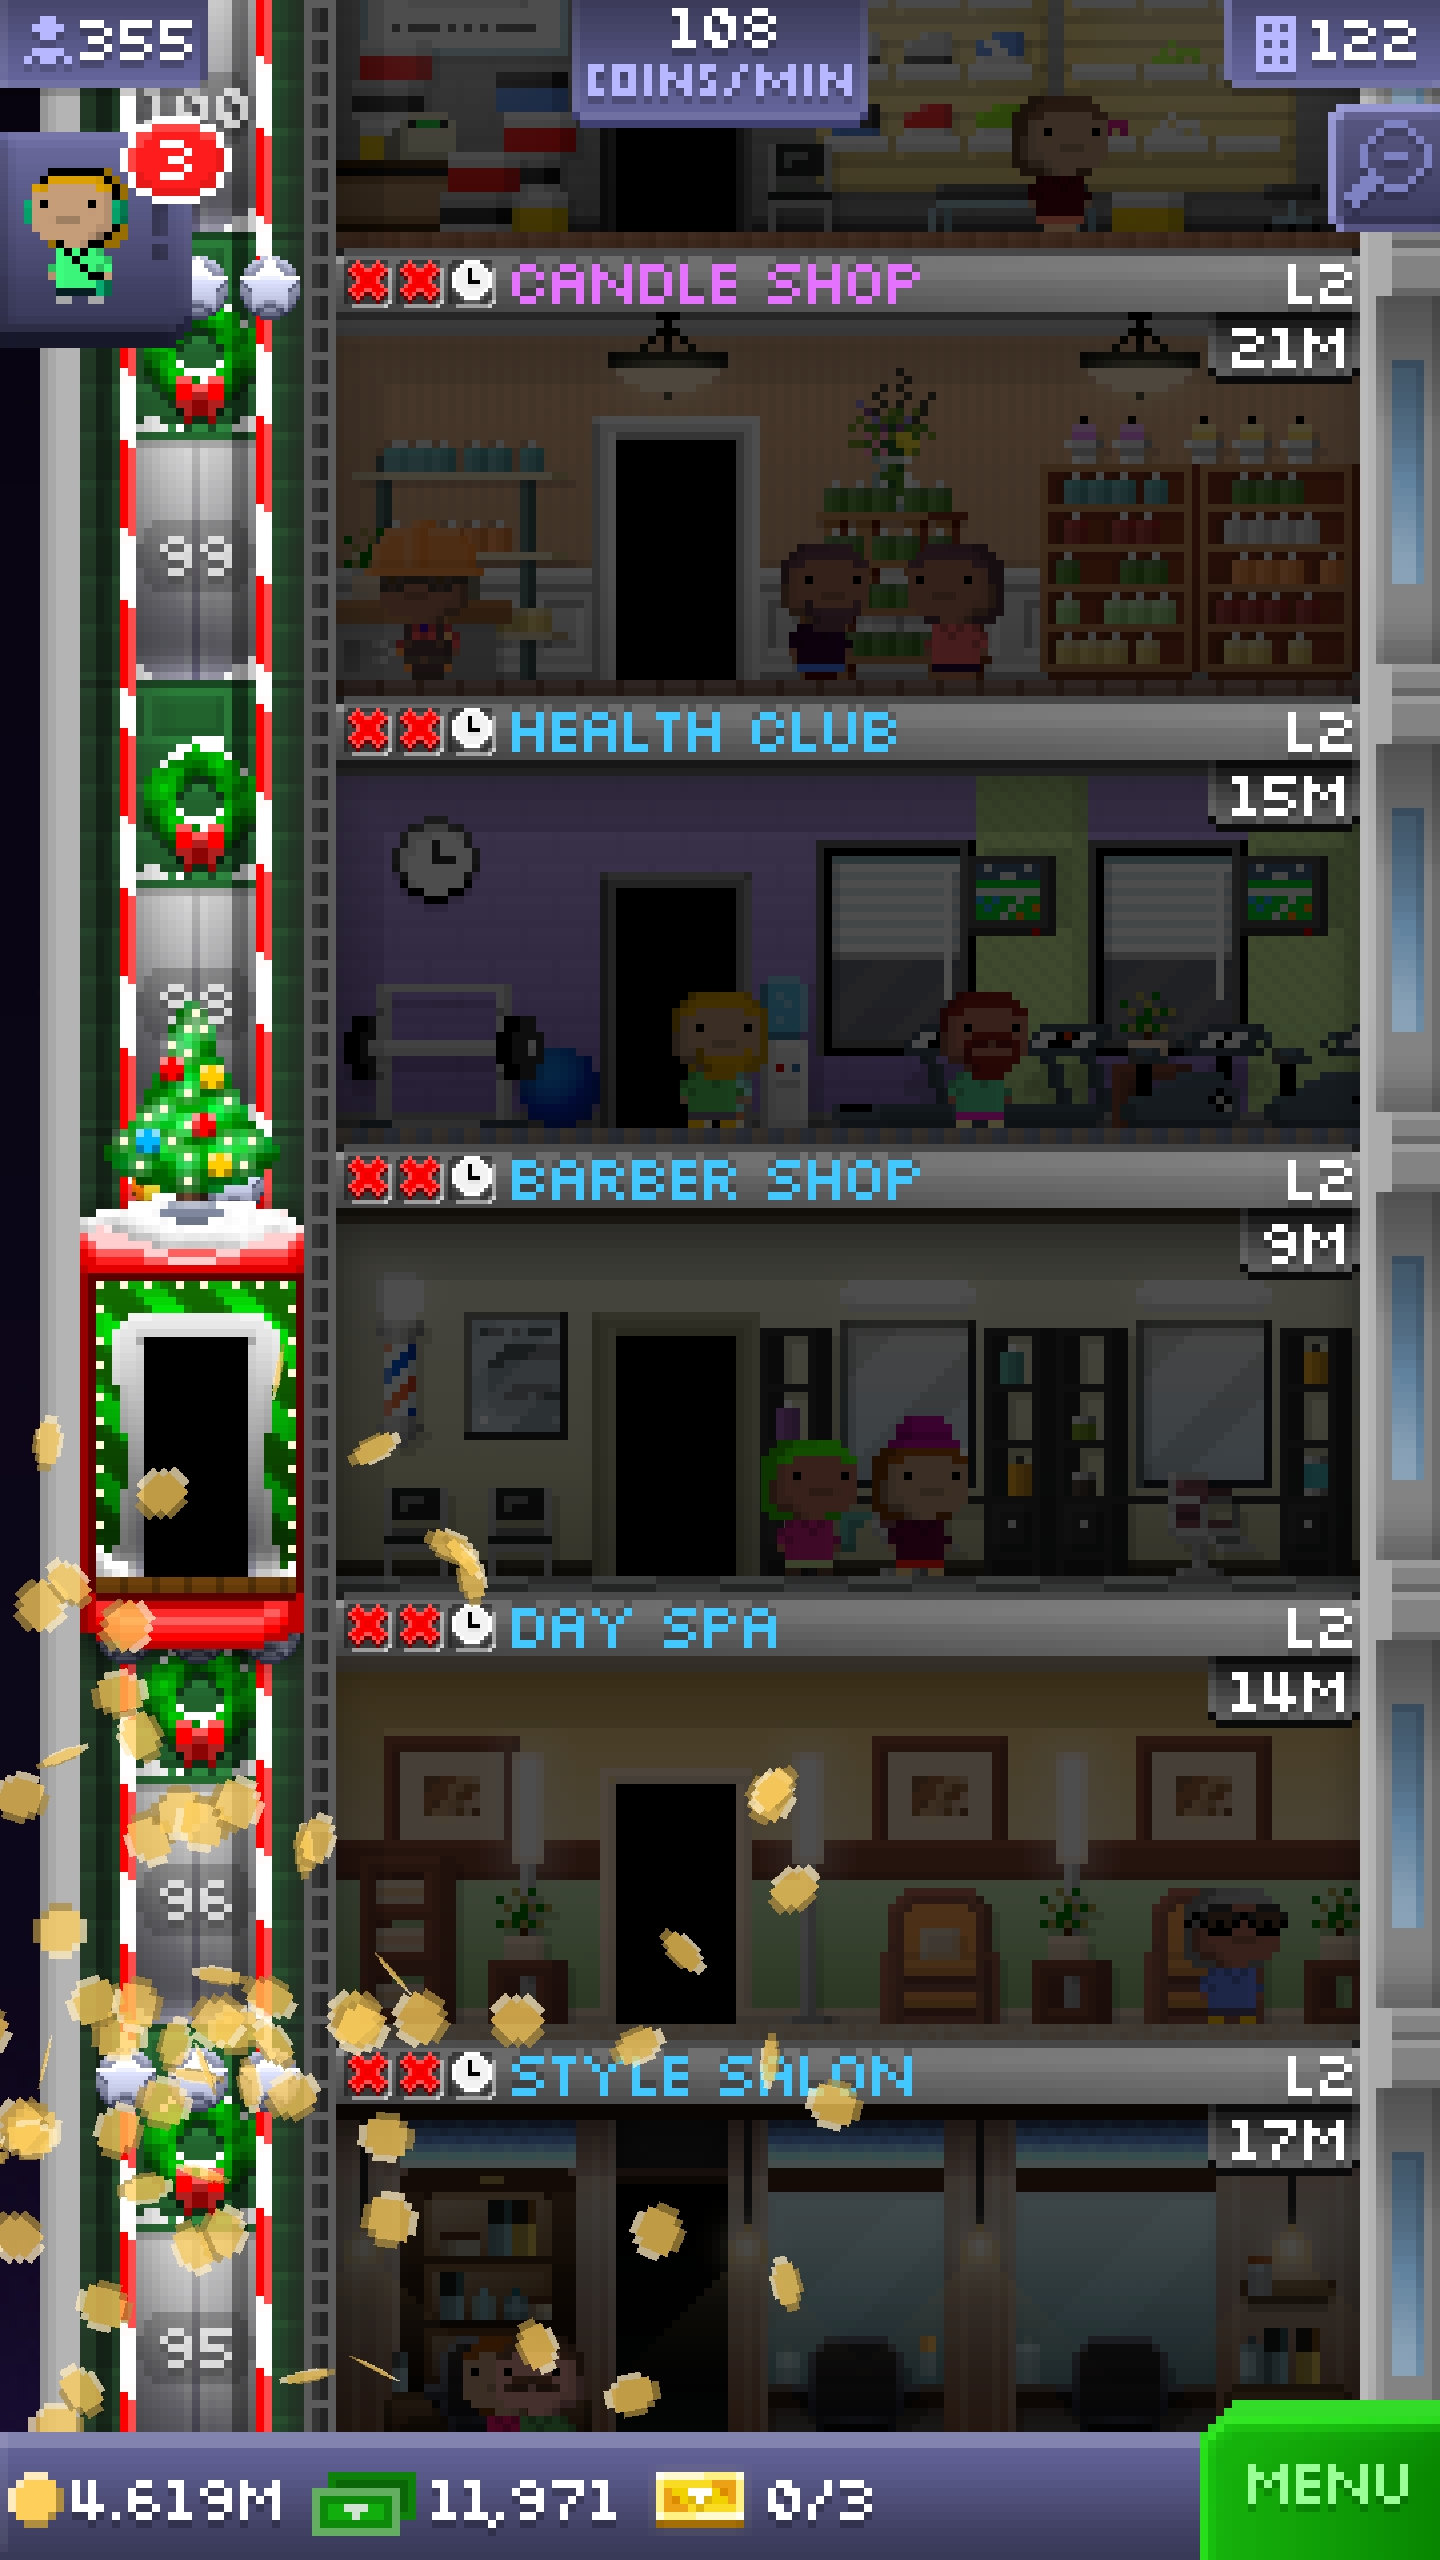 355
108
COINS/MIN
122
100
3
CANDLE SHOP L2
21M
99
HEALTH CLUB L2
15M
98
BARBER SHOP L2
9M
DAY SPA L2
14M
96
STYLE SALON L2
17M
95
4.619M 11,971 0/3
MENU